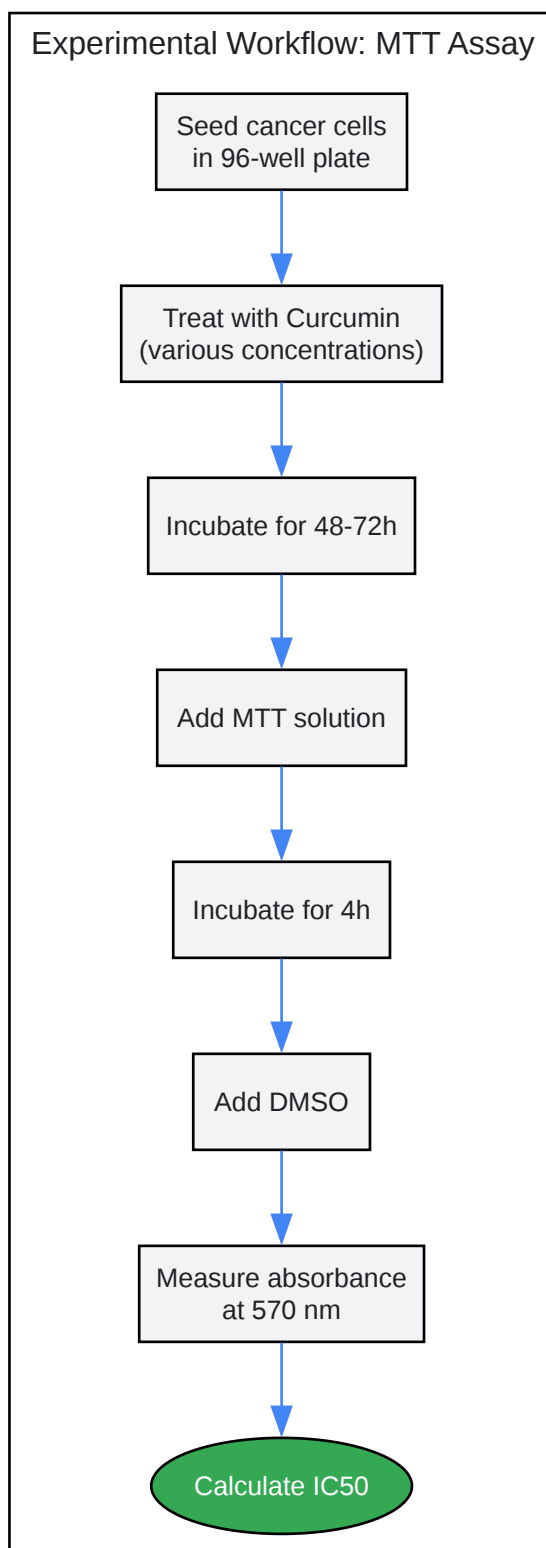 Experimental Workflow: MTT Assay
Seed cancer cells
in 96-well plate
Treat with Curcumin
(various concentrations)
Incubate for 48-72h
Add MTT solution
Incubate for 4h
Add DMSO
Measure absorbance
at 570 nm
Calculate IC50